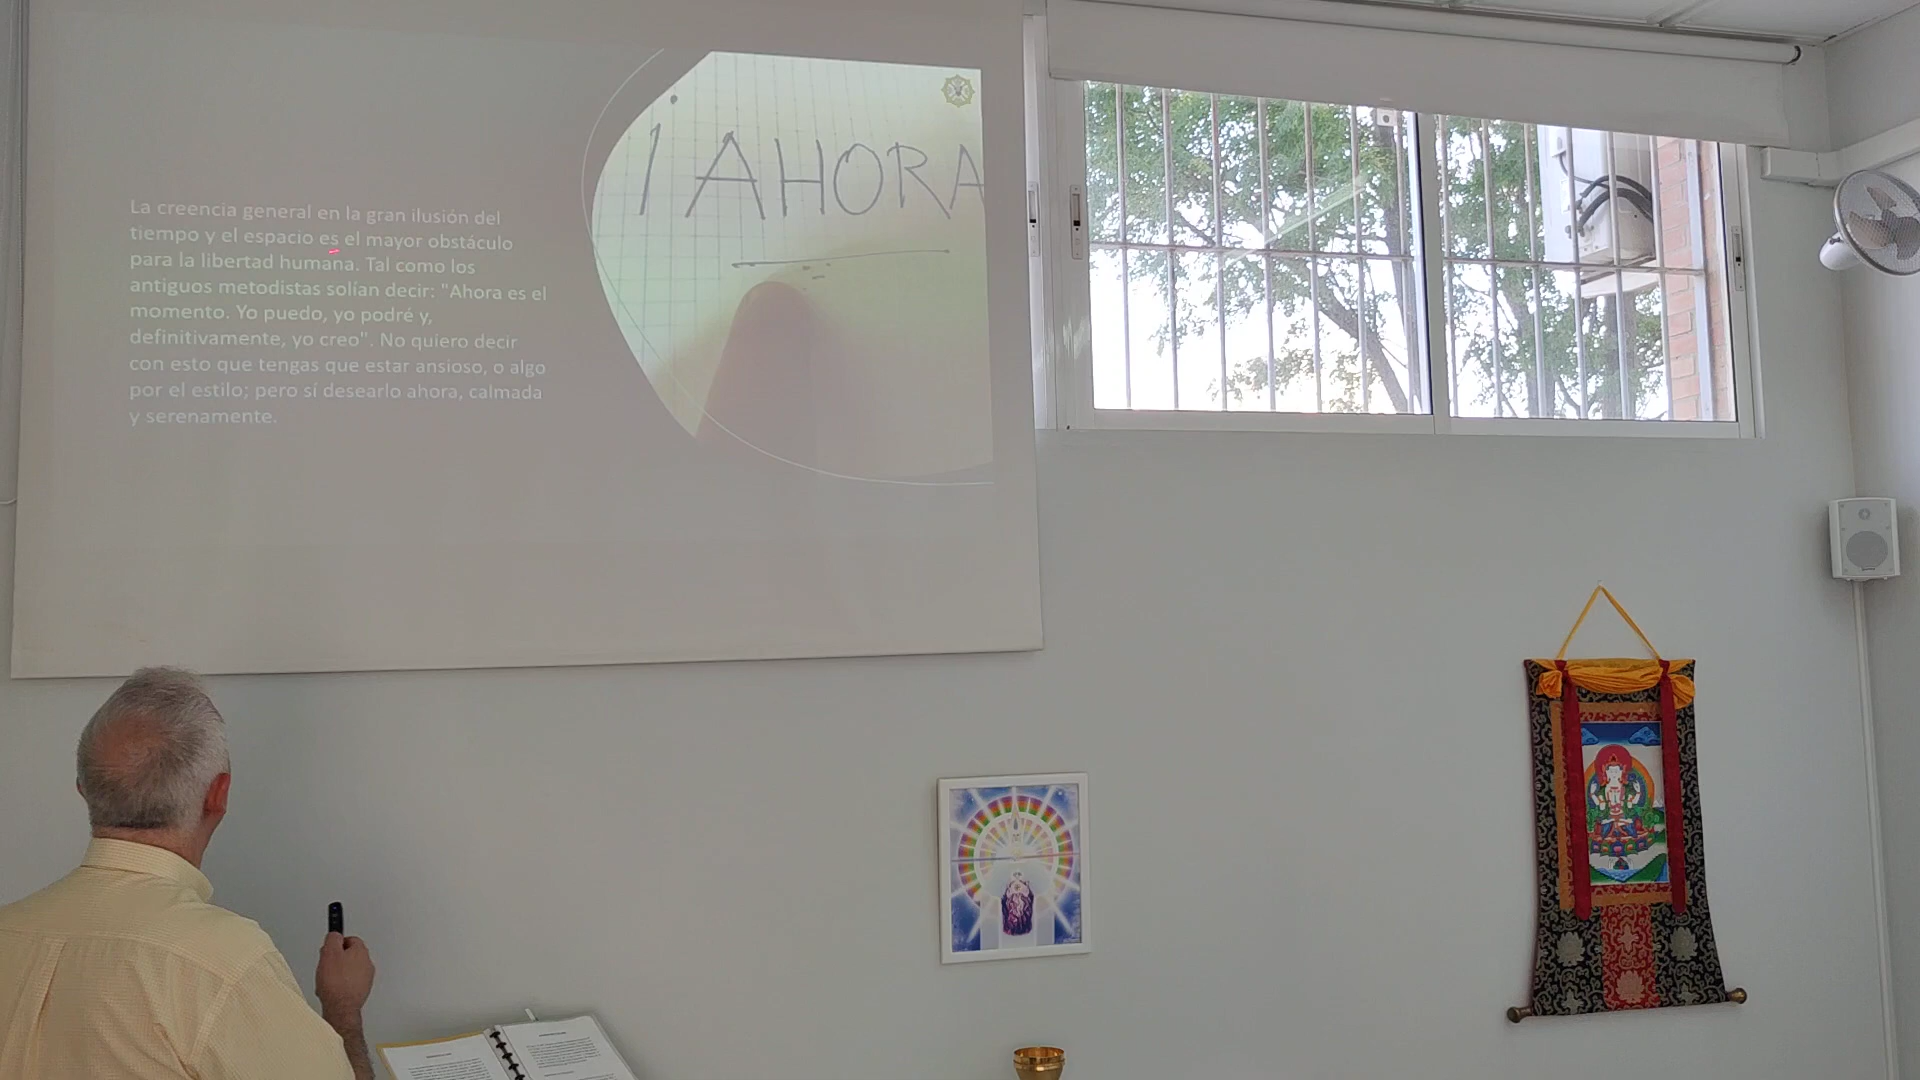 La creencia general en la gran ilusión del
tiempo y el espacio es el mayor obstáculo
para la libertad humana. Tal como los
antiguos metodistas solían decir: "Ahora es el
momento. Yo puedo, yo podré y,
definitivamente, yo creo". No quiero decir
con esto que tengas que estar ansioso, o algo
por el estilo; pero sí desearlo ahora, calmada
y serenamente.
¡AHORA